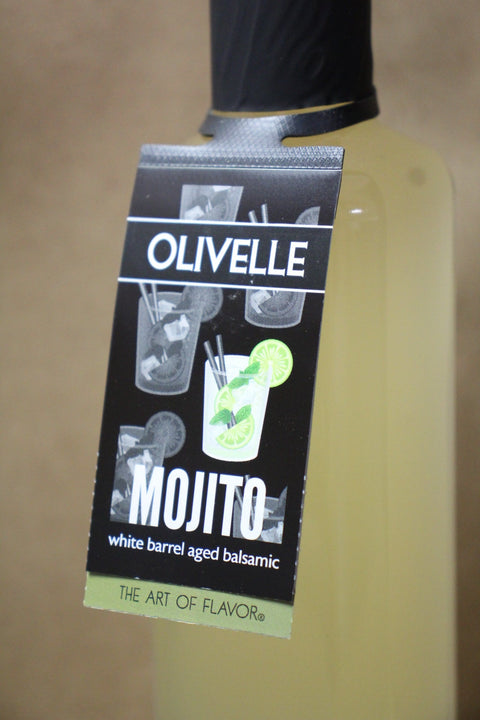 OLIVELLE
MOJITO
white barrel aged balsamic
THE ART OF FLAVOR®